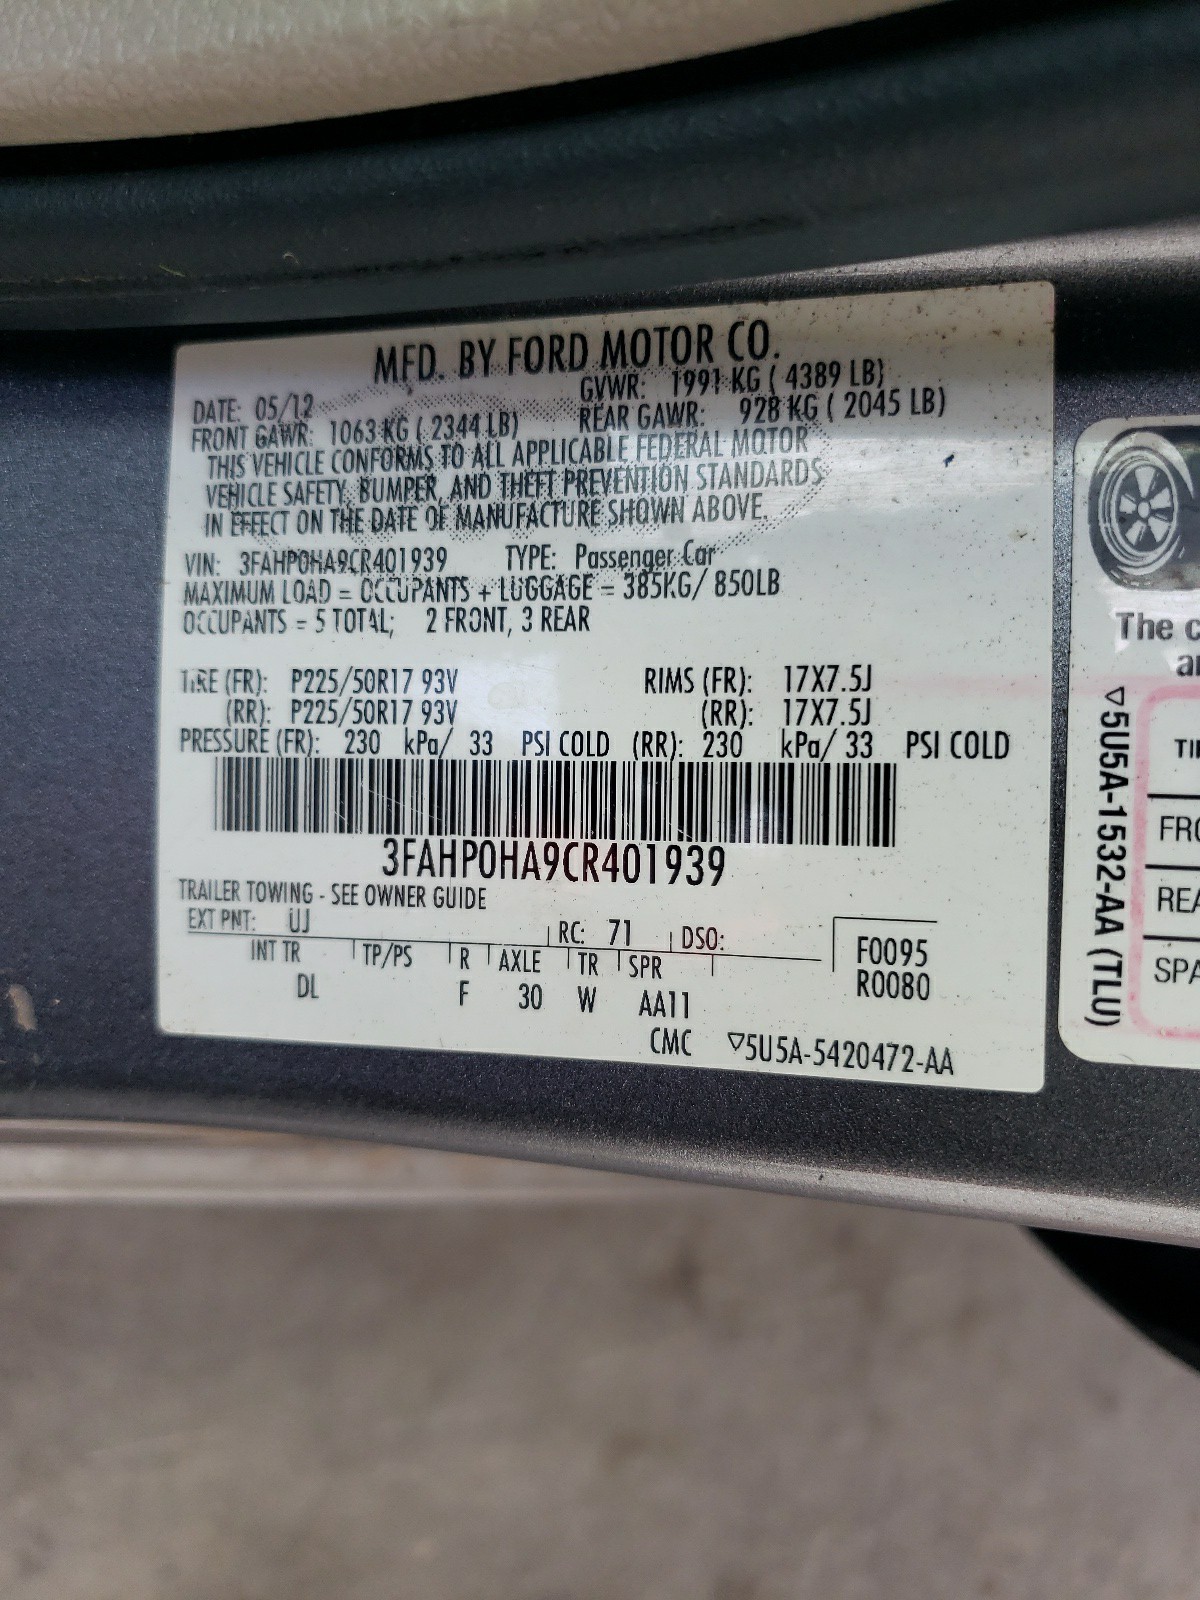 MFD. BY FORD MOTOR CO.
DATE: 05/12 GVWR: 1991 KG ( 4389 LB)
FRONT GAWR: 1063 KG ( 2344 LB) REAR GAWR: 928 KG ( 2045 LB)
THIS VEHICLE CONFORMS TO ALL APPLICABLE FEDERAL MOTOR
VEHICLE SAFETY, BUMPER, AND THEFT PREVENTION STANDARDS
IN EFFECT ON THE DATE OF MANUFACTURE SHOWN ABOVE.
VIN: 3FAHP0HA9CR401939 TYPE: Passenger Car
MAXIMUM LOAD = OCCUPANTS + LUGGAGE = 385KG/ 850LB
OCCUPANTS = 5 TOTAL; 2 FRONT, 3 REAR
TIRE (FR): P225/50R17 93V RIMS (FR): 17X7.5J
(RR): P225/50R17 93V (RR): 17X7.5J
PRESSURE (FR): 230 kPa/ 33 PSI COLD (RR): 230 kPa/ 33 PSI COLD
3FAHP0HA9CR401939
TRAILER TOWING - SEE OWNER GUIDE
EXT PNT: UJ RC: 71 DSO:
INT TR TP/PS R AXLE TR SPR
DL F 30 W AA11
F0095
R0080
CMC ▽5U5A-5420472-AA
The
▽5U5A-1532-AA (TLU)